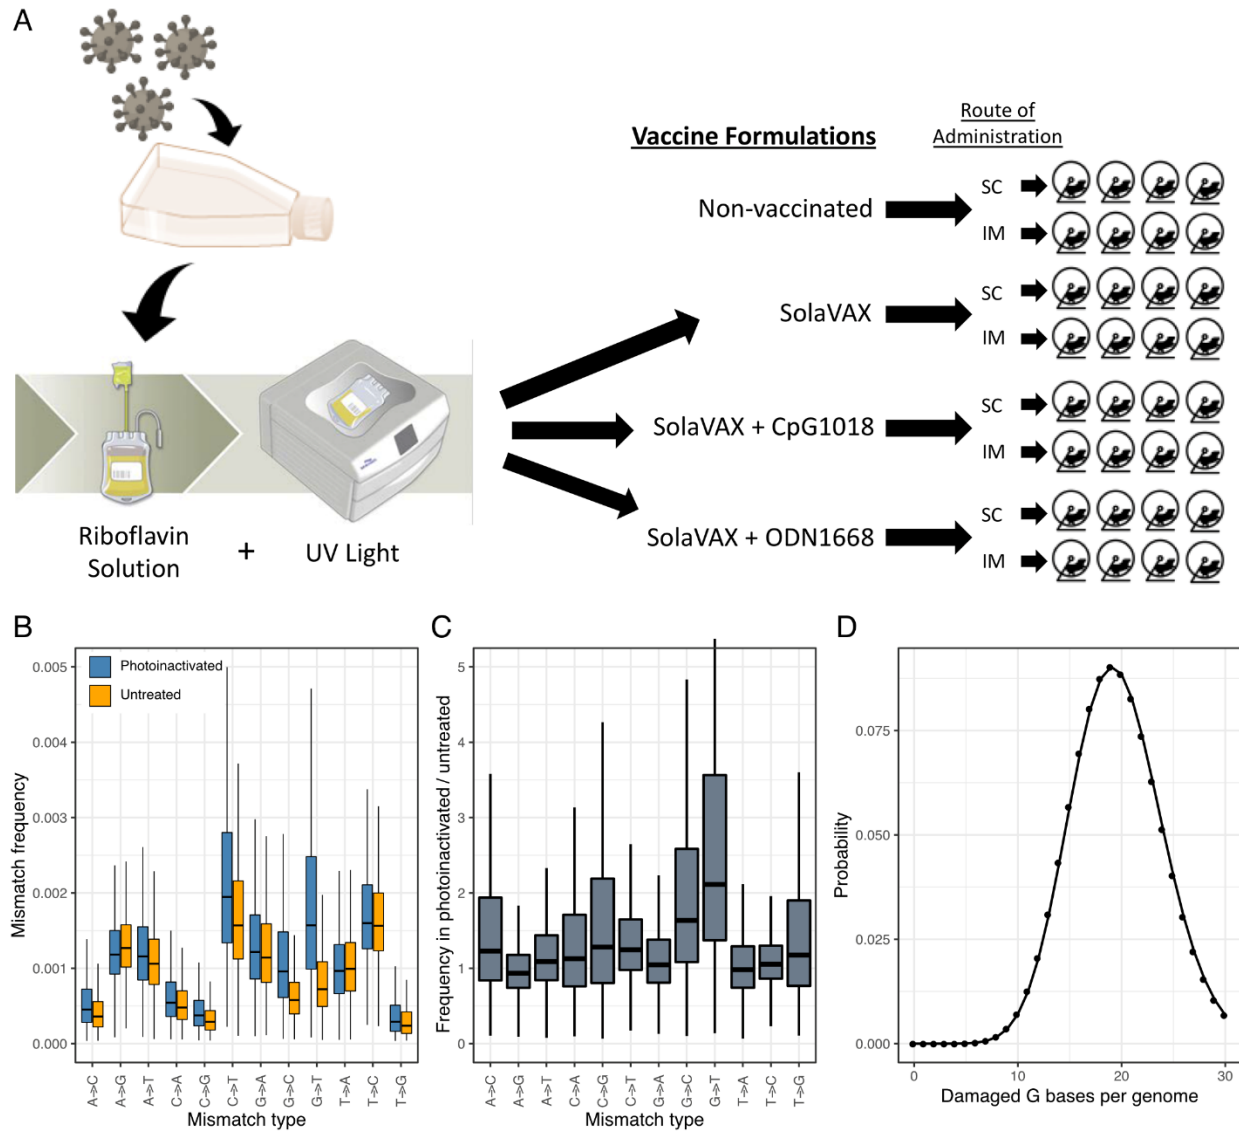 A
Vaccine Formulations
Route of
Administration
Non-vaccinated
SC
IM
SolaVAX
SC
IM
SolaVAX + CpG1018
SC
IM
SolaVAX + ODN1668
SC
IM
Riboflavin
Solution
+
UV Light
B
Photoinactivated
Untreated
Mismatch frequency
0.005
0.004
0.003
0.002
0.001
0.000
A->C
A->G
A->T
C->A
C->G
C->T
G->A
G->C
G->T
T->A
T->C
T->G
Mismatch type
C
Frequency in photoinactivated / untreated
5
4
3
2
1
0
A->C
A->G
A->T
C->A
C->G
C->T
G->A
G->C
G->T
T->A
T->C
T->G
Mismatch type
D
Probability
0.075
0.050
0.025
0.000
0
10
20
30
Damaged G bases per genome